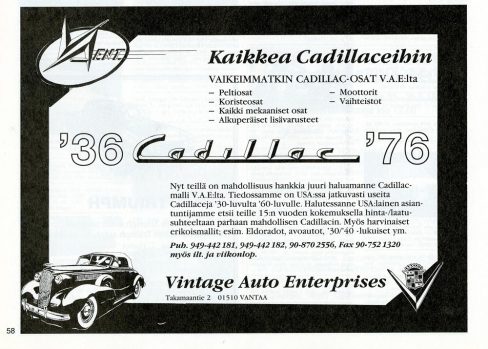 V.A.ENT.
Kaikkea Cadillaceihin
VAIKEIMMATKIN CADILLAC-OSAT V.A.E:lta
– Peltiosat
– Koristeosat
– Kaikki mekaaniset osat
– Alkuperäiset lisävarusteet
– Moottorit
– Vaihteistot
'36 Cadillac '76
Nyt teillä on mahdollisuus hankkia juuri haluamanne Cadillac-
malli V.A.E:lta. Tiedossamme on USA:ssa jatkuvasti useita
Cadillaceja '30-luvulta '60-luvulle. Halutessanne USA:lainen asian-
tuntijamme etsii teille 15:n vuoden kokemuksella hinta-/laatu-
suhteeltaan parhaan mahdollisen Cadillacin. Myös harvinaiset
erikoismallit; esim. Eldoradot, avoautot, '30/'40 -lukuiset ym.
Puh. 949-442 181, 949-442 182, 90-870 2556, Fax 90-752 1320
myös ilt. ja viikonlop.
Vintage Auto Enterprises
Takamaantie 2 01510 VANTAA
58